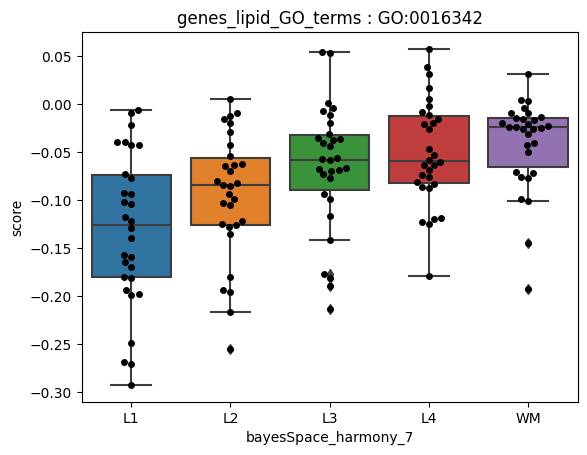 genes_lipid_GO_terms : GO:0016342
0.05
0.00
−0.05
−0.10
−0.15
−0.20
−0.25
−0.30
score
L1 L2 L3 L4 WM
bayesSpace_harmony_7